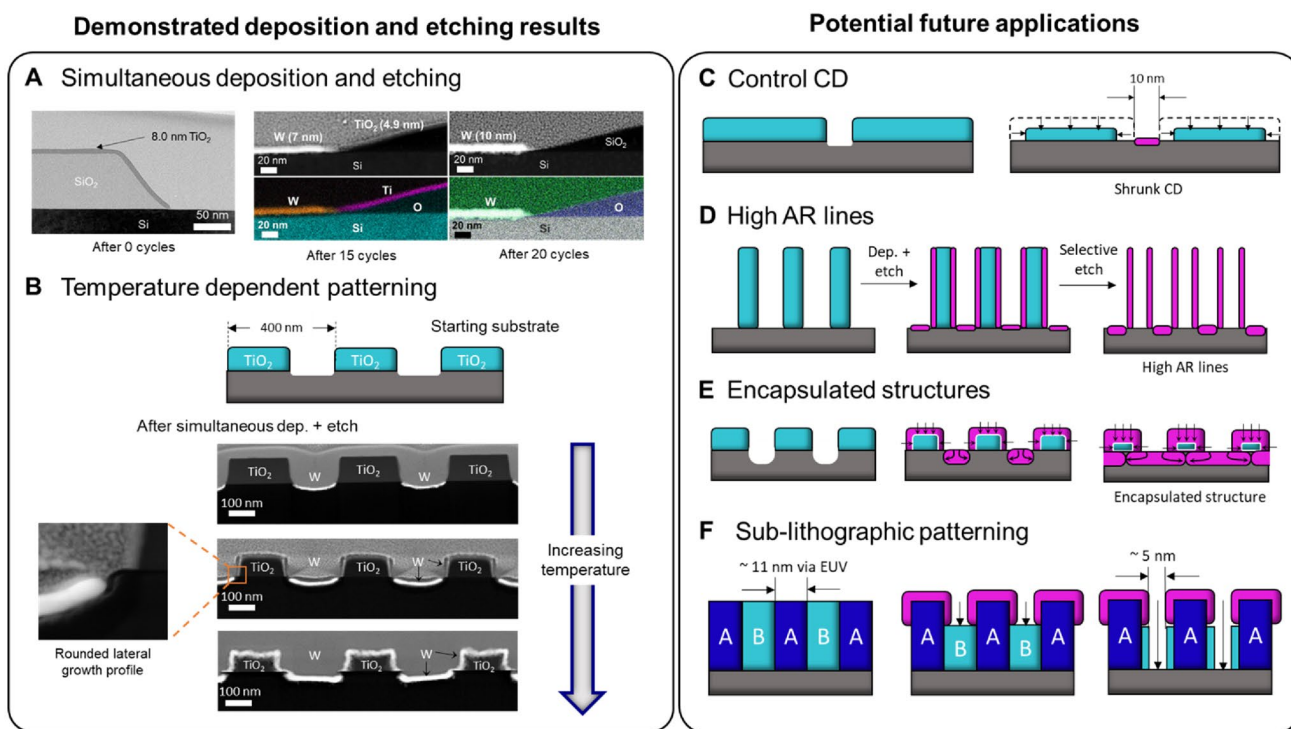 Demonstrated deposition and etching results
Potential future applications
A Simultaneous deposition and etching
8.0 nm TiO₂
SiO₂
Si
50 nm
After 0 cycles
W (7 nm)
TiO₂ (4.9 nm)
20 nm
Si
W
Ti
O
20 nm
Si
After 15 cycles
W (10 nm)
SiO₂
20 nm
Si
W
O
20 nm
Si
After 20 cycles
B Temperature dependent patterning
400 nm
Starting substrate
TiO₂ TiO₂ TiO₂
After simultaneous dep. + etch
TiO₂ W TiO₂ W TiO₂
100 nm
W W
TiO₂ TiO₂ TiO₂
100 nm
W W
TiO₂ TiO₂ TiO₂
100 nm
Rounded lateral
growth profile
Increasing
temperature
C Control CD
10 nm
Shrunk CD
D High AR lines
Dep. +
etch
Selective
etch
High AR lines
E Encapsulated structures
Encapsulated structure
F Sub-lithographic patterning
~ 11 nm via EUV
~ 5 nm
A B A B A
A B A B A
A A A